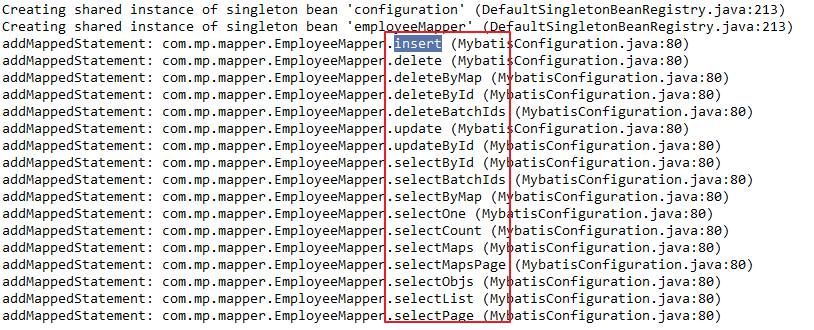 Creating shared instance of singleton bean 'configuration' (DefaultSingletonBeanRegistry.java:213)
Creating shared instance of singleton bean 'employeeMapper' (DefaultSingletonBeanRegistry.java:213)
addMappedStatement: com.mp.mapper.EmployeeMapper.insert (MybatisConfiguration.java:80)
addMappedStatement: com.mp.mapper.EmployeeMapper.delete (MybatisConfiguration.java:80)
addMappedStatement: com.mp.mapper.EmployeeMapper.deleteByMap (MybatisConfiguration.java:80)
addMappedStatement: com.mp.mapper.EmployeeMapper.deleteById (MybatisConfiguration.java:80)
addMappedStatement: com.mp.mapper.EmployeeMapper.deleteBatchIds (MybatisConfiguration.java:80)
addMappedStatement: com.mp.mapper.EmployeeMapper.update (MybatisConfiguration.java:80)
addMappedStatement: com.mp.mapper.EmployeeMapper.updateById (MybatisConfiguration.java:80)
addMappedStatement: com.mp.mapper.EmployeeMapper.selectById (MybatisConfiguration.java:80)
addMappedStatement: com.mp.mapper.EmployeeMapper.selectBatchIds (MybatisConfiguration.java:80)
addMappedStatement: com.mp.mapper.EmployeeMapper.selectByMap (MybatisConfiguration.java:80)
addMappedStatement: com.mp.mapper.EmployeeMapper.selectOne (MybatisConfiguration.java:80)
addMappedStatement: com.mp.mapper.EmployeeMapper.selectCount (MybatisConfiguration.java:80)
addMappedStatement: com.mp.mapper.EmployeeMapper.selectMaps (MybatisConfiguration.java:80)
addMappedStatement: com.mp.mapper.EmployeeMapper.selectMapsPage (MybatisConfiguration.java:80)
addMappedStatement: com.mp.mapper.EmployeeMapper.selectObjs (MybatisConfiguration.java:80)
addMappedStatement: com.mp.mapper.EmployeeMapper.selectList (MybatisConfiguration.java:80)
addMappedStatement: com.mp.mapper.EmployeeMapper.selectPage (MybatisConfiguration.java:80)